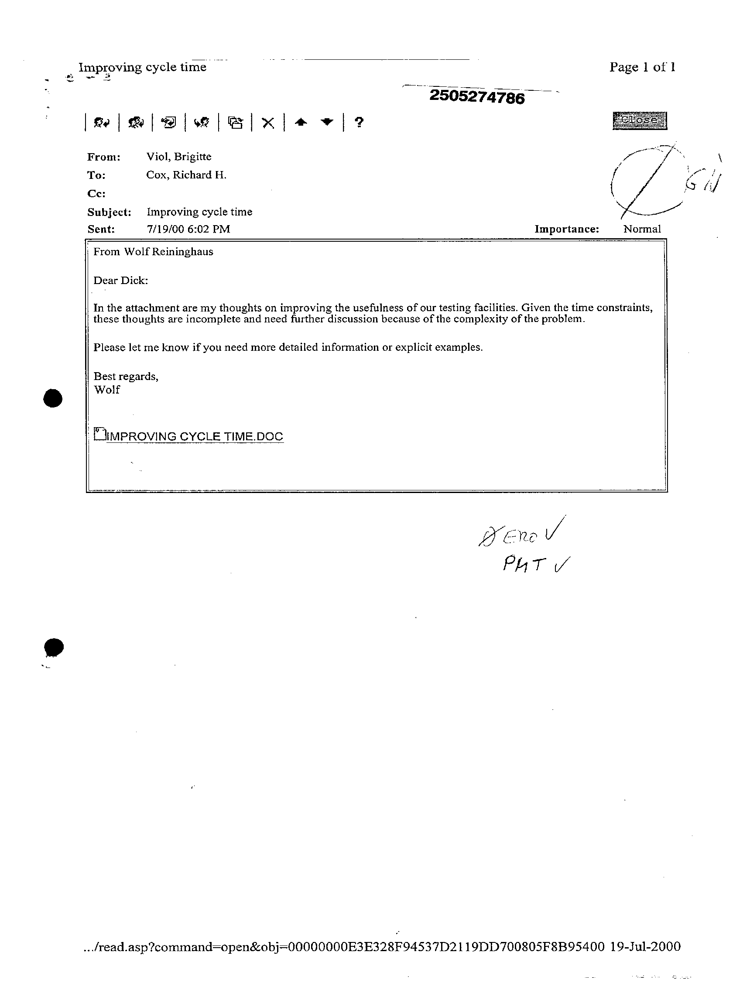 Improving cycle time
Page 1 of 1
2505274786
?
Close
From: Viol, Brigitte
To: Cox, Richard H.
Cc:
Subject: Improving cycle time
Sent: 7/19/00 6:02 PM
Importance: Normal
From Wolf Reininghaus
Dear Dick:
In the attachment are my thoughts on improving the usefulness of our testing facilities. Given the time constraints,
these thoughts are incomplete and need further discussion because of the complexity of the problem.
Please let me know if you need more detailed information or explicit examples.
Best regards,
Wolf
IMPROVING CYCLE TIME.DOC
PMT ✓
.../read.asp?command=open&obj=00000000E3E328F94537D2119DD700805F8B95400 19-Jul-2000